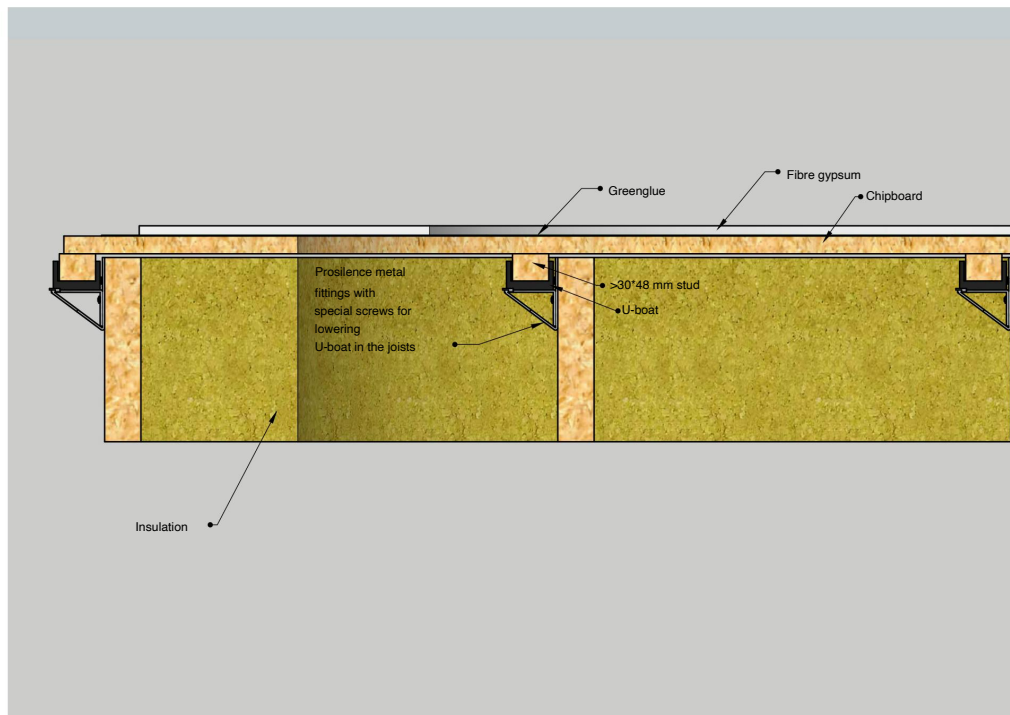 Fibre gypsum
Greenglue
Chipboard
Prosilence metal
fittings with
special screws for
lowering
U-boat in the joists
>30*48 mm stud
U-boat
Insulation